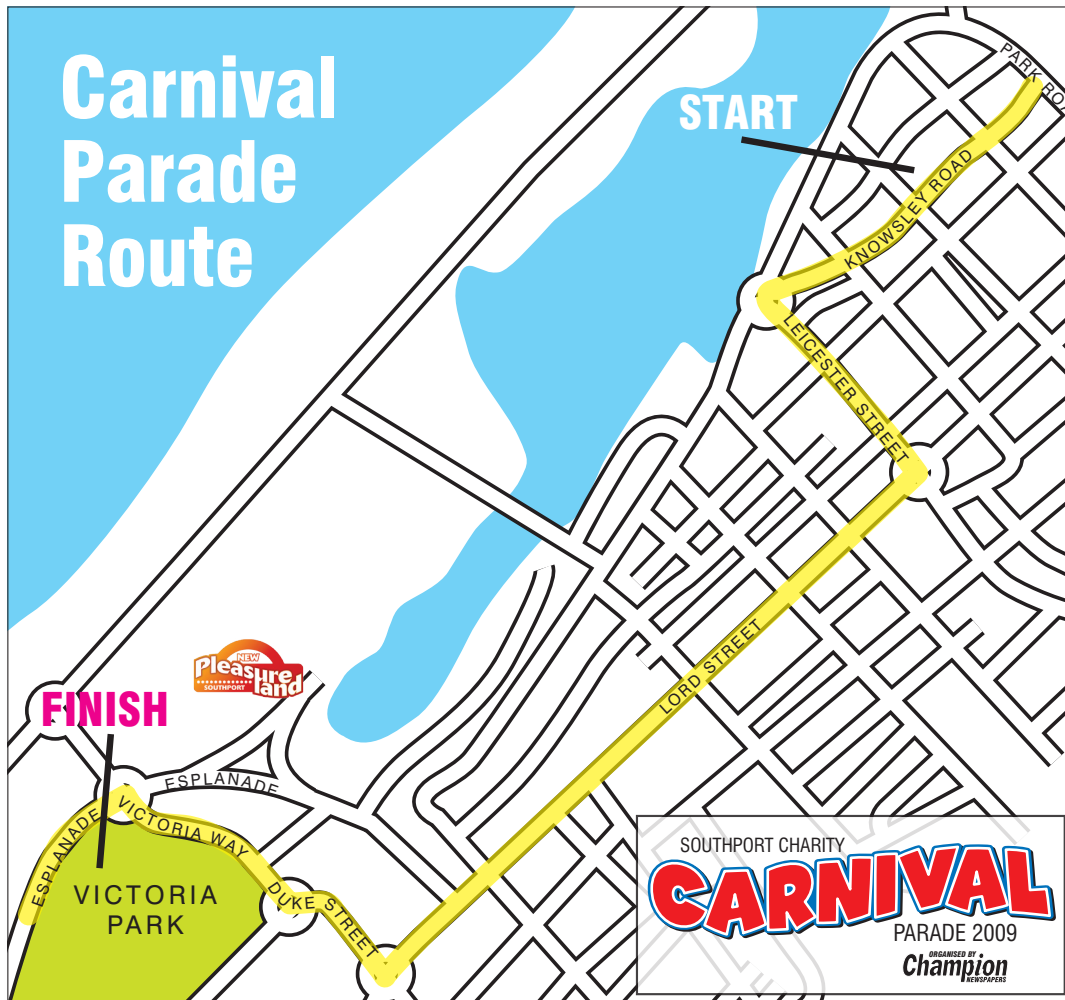 Carnival
Parade
Route
START
PARK ROA
KNOWSLEY ROAD
LEICESTER STREET
LORD STREET
NEW
Pleasureland
SOUTHPORT
FINISH
ESPLANADE
ESPLANADE
VICTORIA WAY
DUKE STREET
VICTORIA
PARK
SOUTHPORT CHARITY
CARNIVAL
PARADE 2009
ORGANISED BY
Champion
NEWSPAPERS